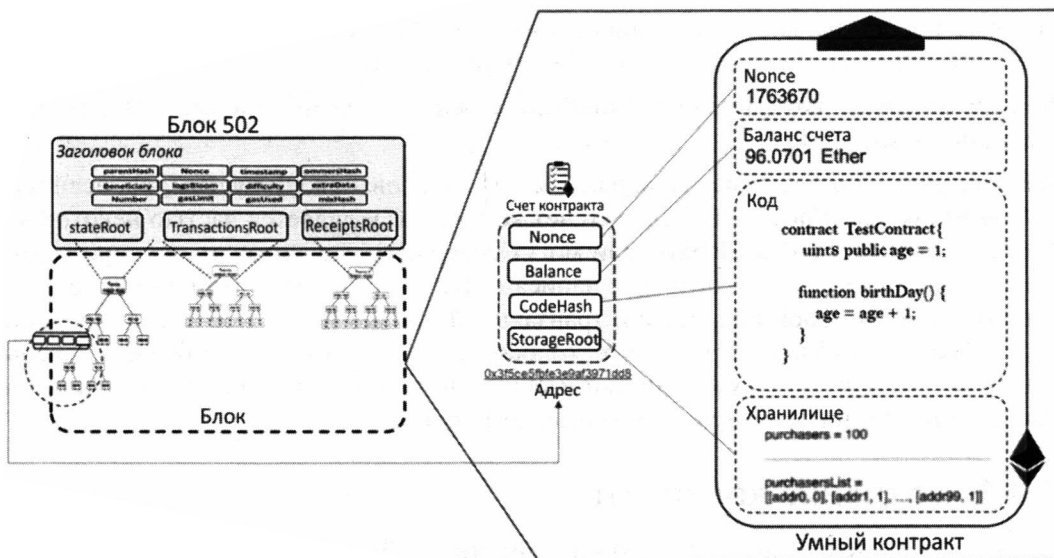 Блок 502
Заголовок блока
parentHash Nonce timestamp ommersHash
Beneficiary logsBloom difficulty extraData
Number gasLimit gasUsed mixHash
stateRoot TransactionsRoot ReceiptsRoot
Блок
Счет контракта
Nonce
Balance
CodeHash
StorageRoot
0x3f5ce5fbfe3e9af3971dd8
Адрес
Nonce
1763670
Баланс счета
96.0701 Ether
Код
contract TestContract{
uint8 public age = 1;
function birthDay() {
age = age + 1;
}
}
Хранилище
purchasers = 100
purchasersList =
[[addr0, 0], [addr1, 1], ..., [addr99, 1]]
Умный контракт